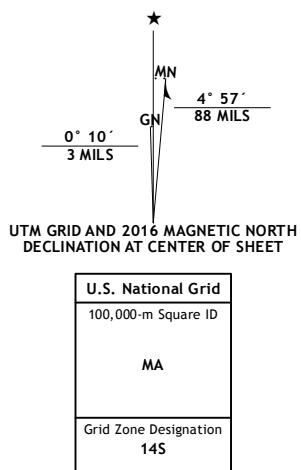 ★
MN
GN
4° 57´
88 MILS
0° 10´
3 MILS
UTM GRID AND 2016 MAGNETIC NORTH
DECLINATION AT CENTER OF SHEET
U.S. National Grid
100,000-m Square ID
MA
Grid Zone Designation
14S